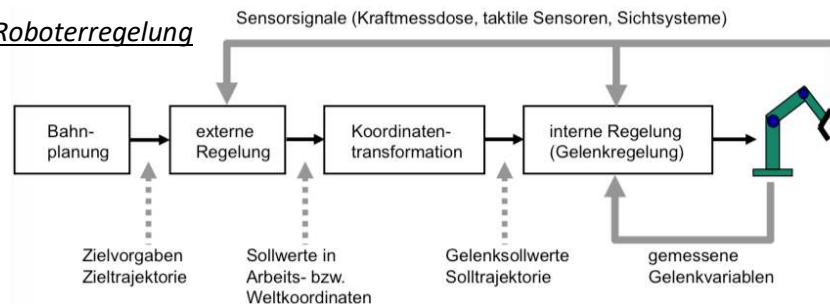 Roboterregelung
Sensorsignale (Kraftmessdose, taktile Sensoren, Sichtsysteme)
Bahn-
planung
externe
Regelung
Koordinaten-
transformation
interne Regelung
(Gelenkregelung)
Zielvorgaben
Zieltrajektorie
Sollwerte in
Arbeits- bzw.
Weltkoordinaten
Gelenksollwerte
Solltrajektorie
gemessene
Gelenkvariablen